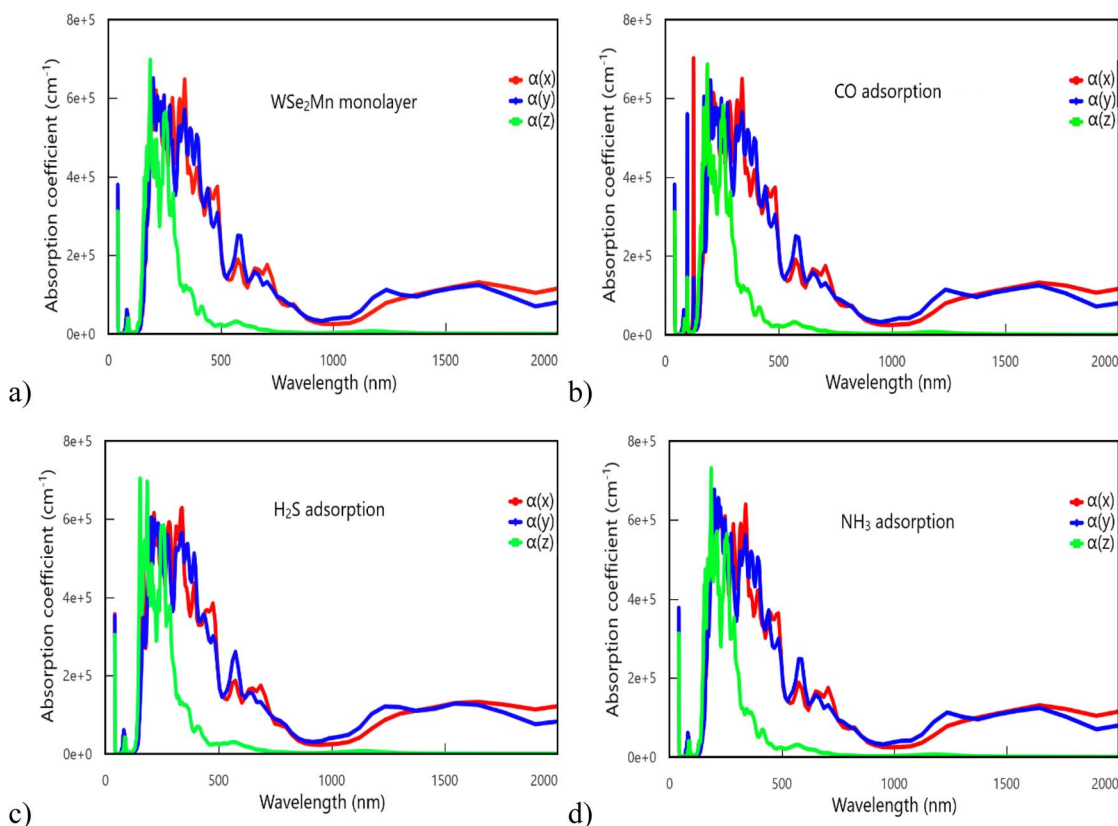 8e+5
6e+5
4e+5
2e+5
0e+0
Absorption coefficient (cm⁻¹)
WSe₂Mn monolayer
α(x)
α(y)
α(z)
0 500 1000 1500 2000
Wavelength (nm)
a)
8e+5
6e+5
4e+5
2e+5
0e+0
Absorption coefficient (cm⁻¹)
CO adsorption
α(x)
α(y)
α(z)
0 500 1000 1500 2000
Wavelength (nm)
b)
8e+5
6e+5
4e+5
2e+5
0e+0
Absorption coefficient (cm⁻¹)
H₂S adsorption
α(x)
α(y)
α(z)
0 500 1000 1500 2000
Wavelength (nm)
c)
8e+5
6e+5
4e+5
2e+5
0e+0
Absorption coefficient (cm⁻¹)
NH₃ adsorption
α(x)
α(y)
α(z)
0 500 1000 1500 2000
Wavelength (nm)
d)